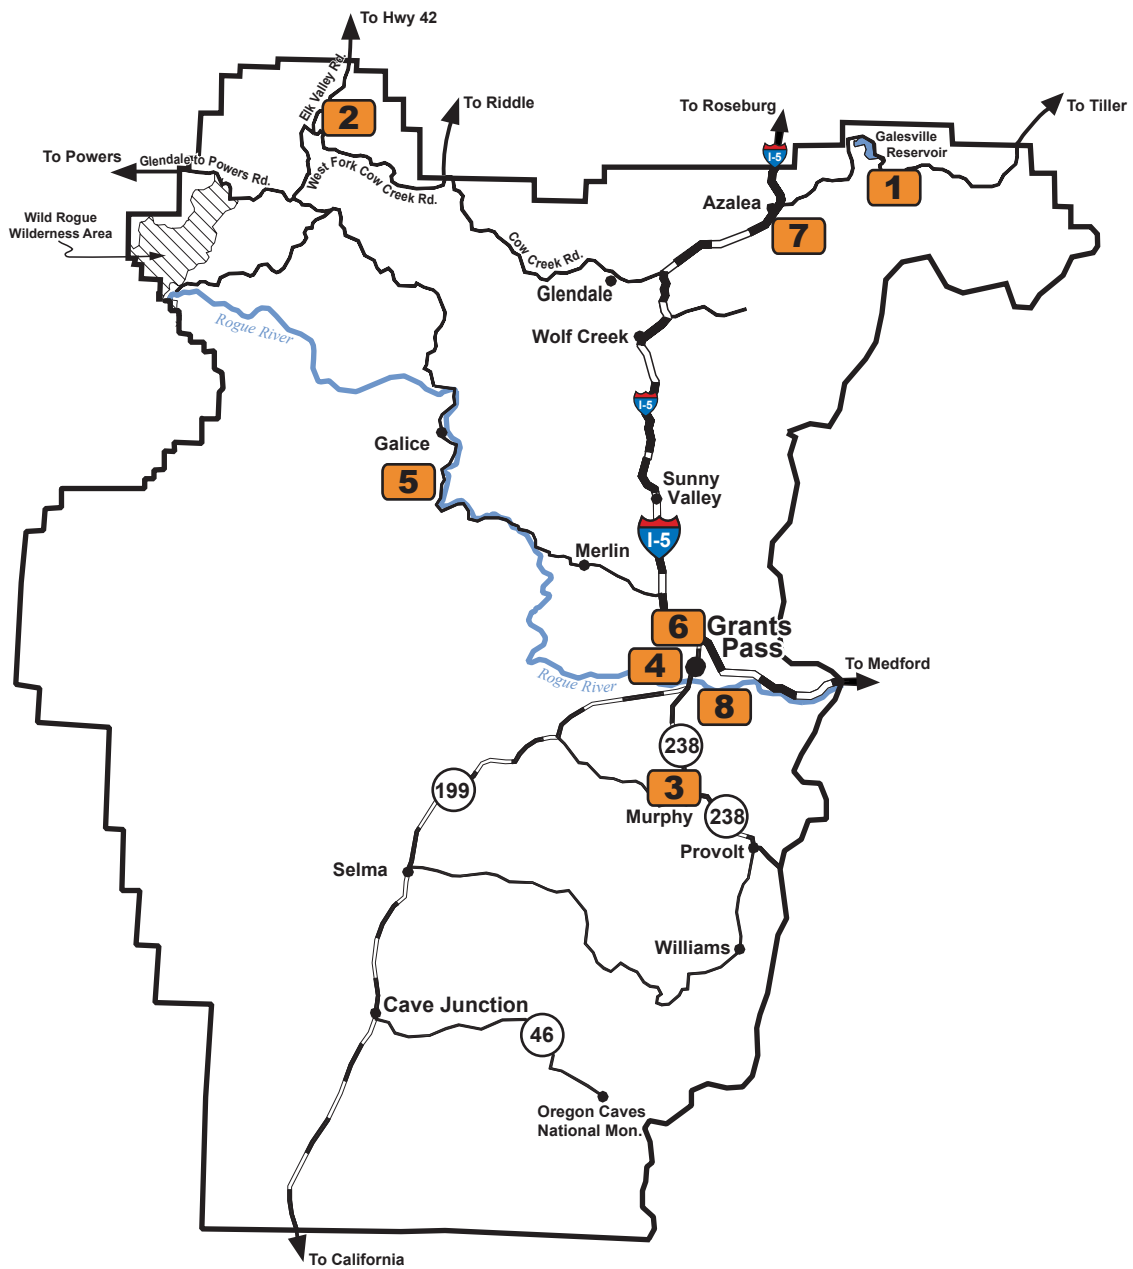 To Hwy 42
Elk Valley Rd.
2
To Riddle
To Roseburg
I-5
To Tiller
Galesville
Reservoir
1
To Powers
Glendale to Powers Rd.
West Fork Cow Creek Rd.
Azalea
7
Wild Rogue
Wilderness Area
Cow Creek Rd.
Glendale
Rogue River
Wolf Creek
I-5
Galice
5
Sunny
Valley
I-5
Merlin
6
Grants
Pass
4
To Medford
Rogue River
8
238
199
3
Murphy
238
Provolt
Selma
Williams
Cave Junction
46
Oregon Caves
National Mon.
To California